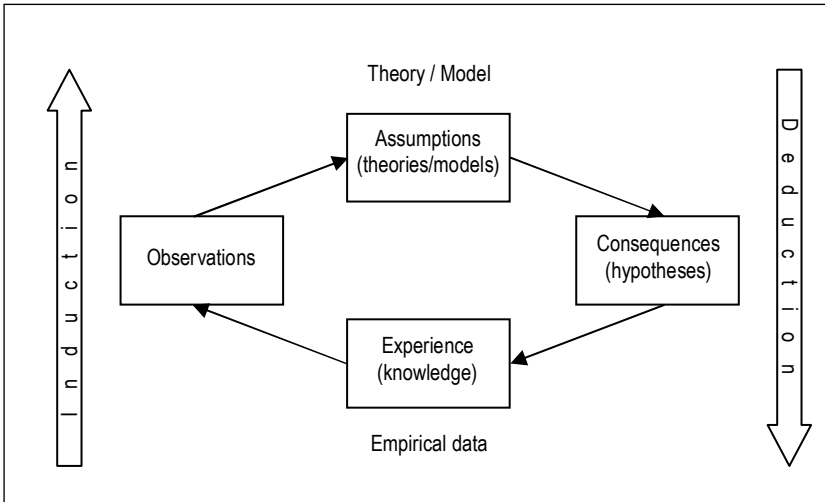 Theory / Model
Assumptions
(theories/models)
Observations
Consequences
(hypotheses)
Experience
(knowledge)
Empirical data
Induction
Deduction